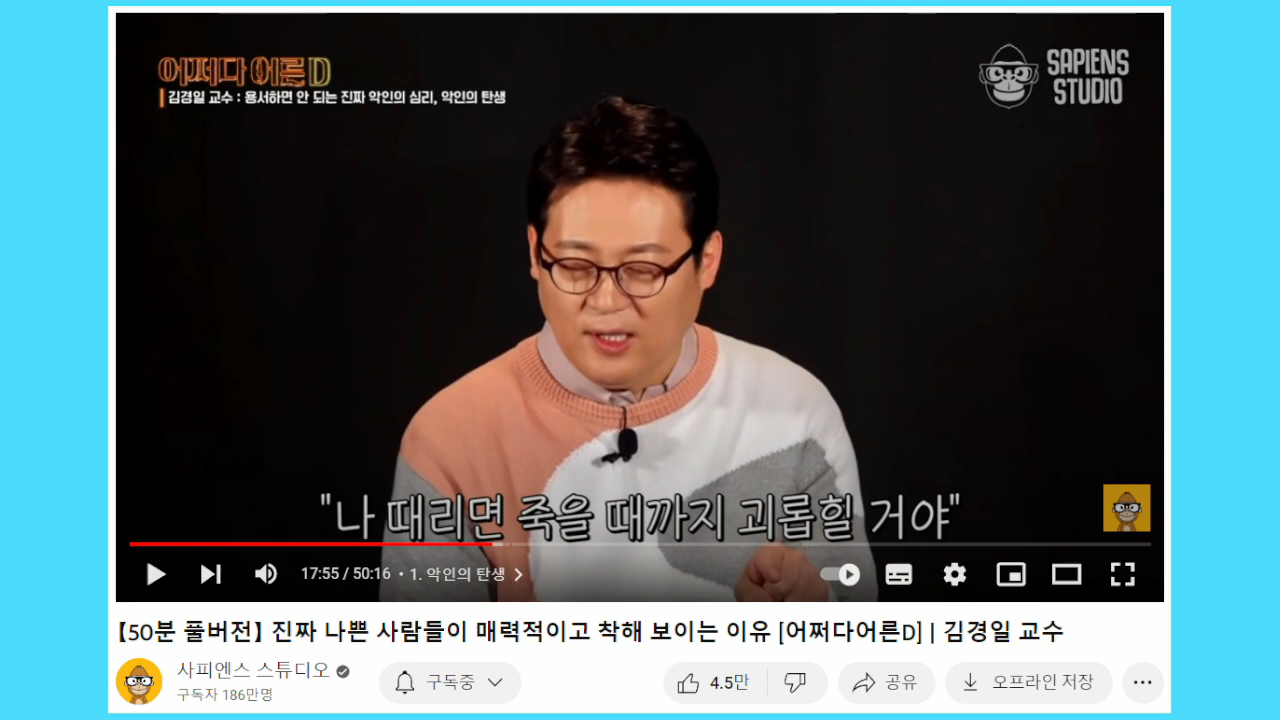 어쩌다 어른D
김경일 교수 : 용서하면 안 되는 진짜 악인의 심리, 악인의 탄생
SAPIENS
STUDIO
"나 때리면 죽을 때까지 괴롭힐 거야"
17:55 / 50:16 • 1. 악인의 탄생
【50분 풀버전】 진짜 나쁜 사람들이 매력적이고 착해 보이는 이유 [어쩌다어른D] | 김경일 교수
사피엔스 스튜디오
구독자 186만명
구독중
4.5만
공유
오프라인 저장